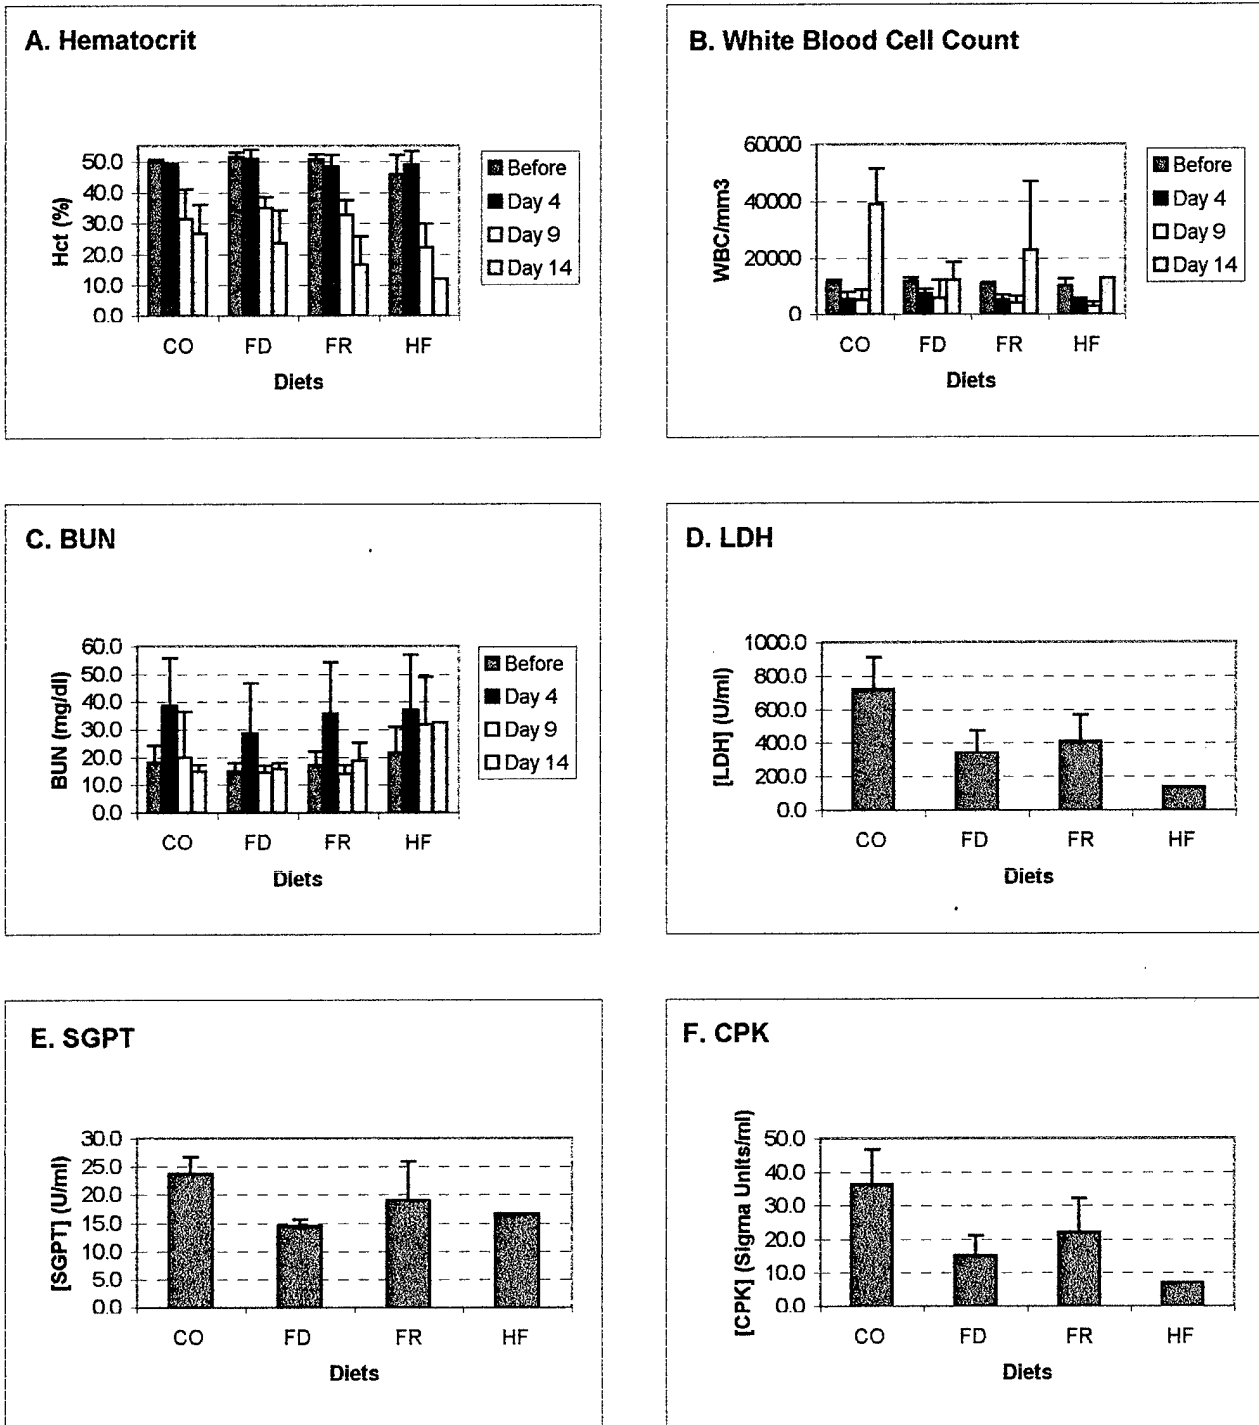 A. Hematocrit
Hct (%)
50.0
40.0
30.0
20.0
10.0
0.0
CO FD FR HF
Diets
Before
Day 4
Day 9
Day 14
B. White Blood Cell Count
WBC/mm3
60000
40000
20000
0
CO FD FR HF
Diets
Before
Day 4
Day 9
Day 14
C. BUN
BUN (mg/dl)
60.0
50.0
40.0
30.0
20.0
10.0
0.0
CO FD FR HF
Diets
Before
Day 4
Day 9
Day 14
D. LDH
[LDH] (U/ml)
1000.0
800.0
600.0
400.0
200.0
0.0
CO FD FR HF
Diets
E. SGPT
[SGPT] (U/ml)
30.0
25.0
20.0
15.0
10.0
5.0
0.0
CO FD FR HF
Diets
F. CPK
[CPK] (Sigma Units/ml)
50.0
40.0
30.0
20.0
10.0
0.0
CO FD FR HF
Diets